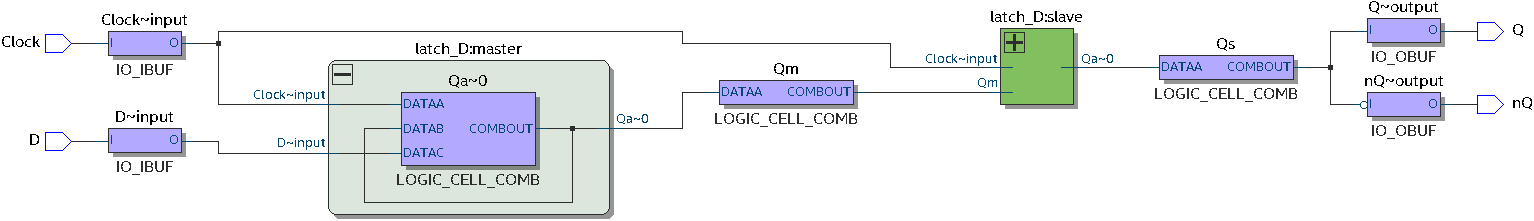 Clock
Clock~input
I
O
IO_IBUF
D
D~input
I
O
IO_IBUF
latch_D:master
Clock~input
D~input
Qa~0
DATAA
DATAB
DATAC
COMBOUT
LOGIC_CELL_COMB
Qa~0
Qm
DATAA
COMBOUT
LOGIC_CELL_COMB
latch_D:slave
Clock~input
Qm
Qa~0
Qs
DATAA
COMBOUT
LOGIC_CELL_COMB
Q~output
I
O
IO_OBUF
Q
nQ~output
I
O
IO_OBUF
nQ